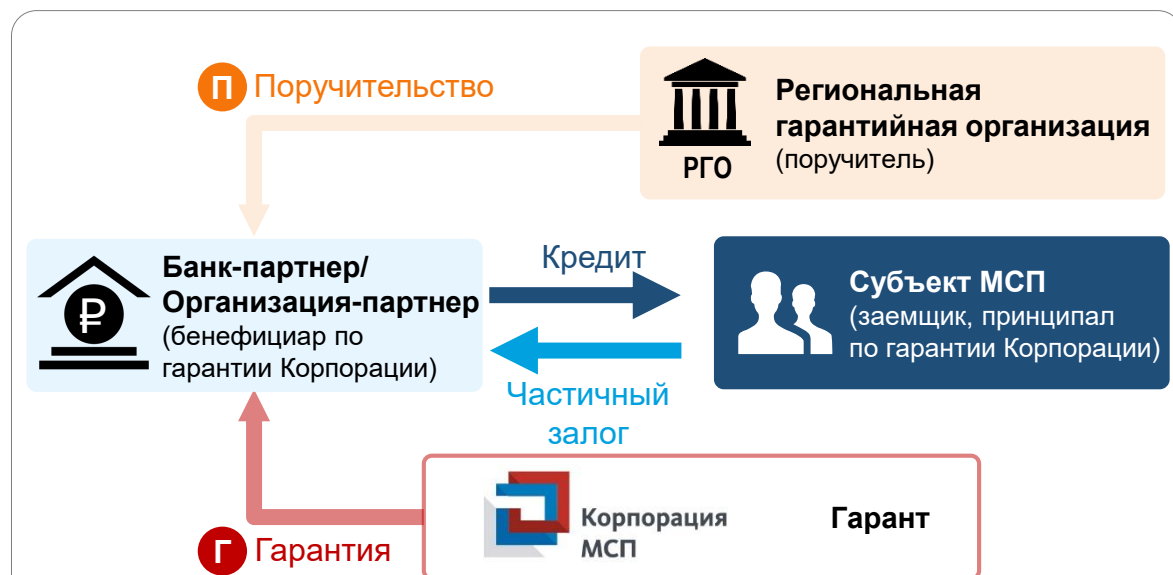 П Поручительство
Региональная
гарантийная организация
(поручитель)
РГО
Банк-партнер/
Организация-партнер
(бенефициар по
гарантии Корпорации)
₽
Кредит
Субъект МСП
(заемщик, принципал
по гарантии Корпорации)
Частичный
залог
Корпорация
МСП
Гарант
Г Гарантия